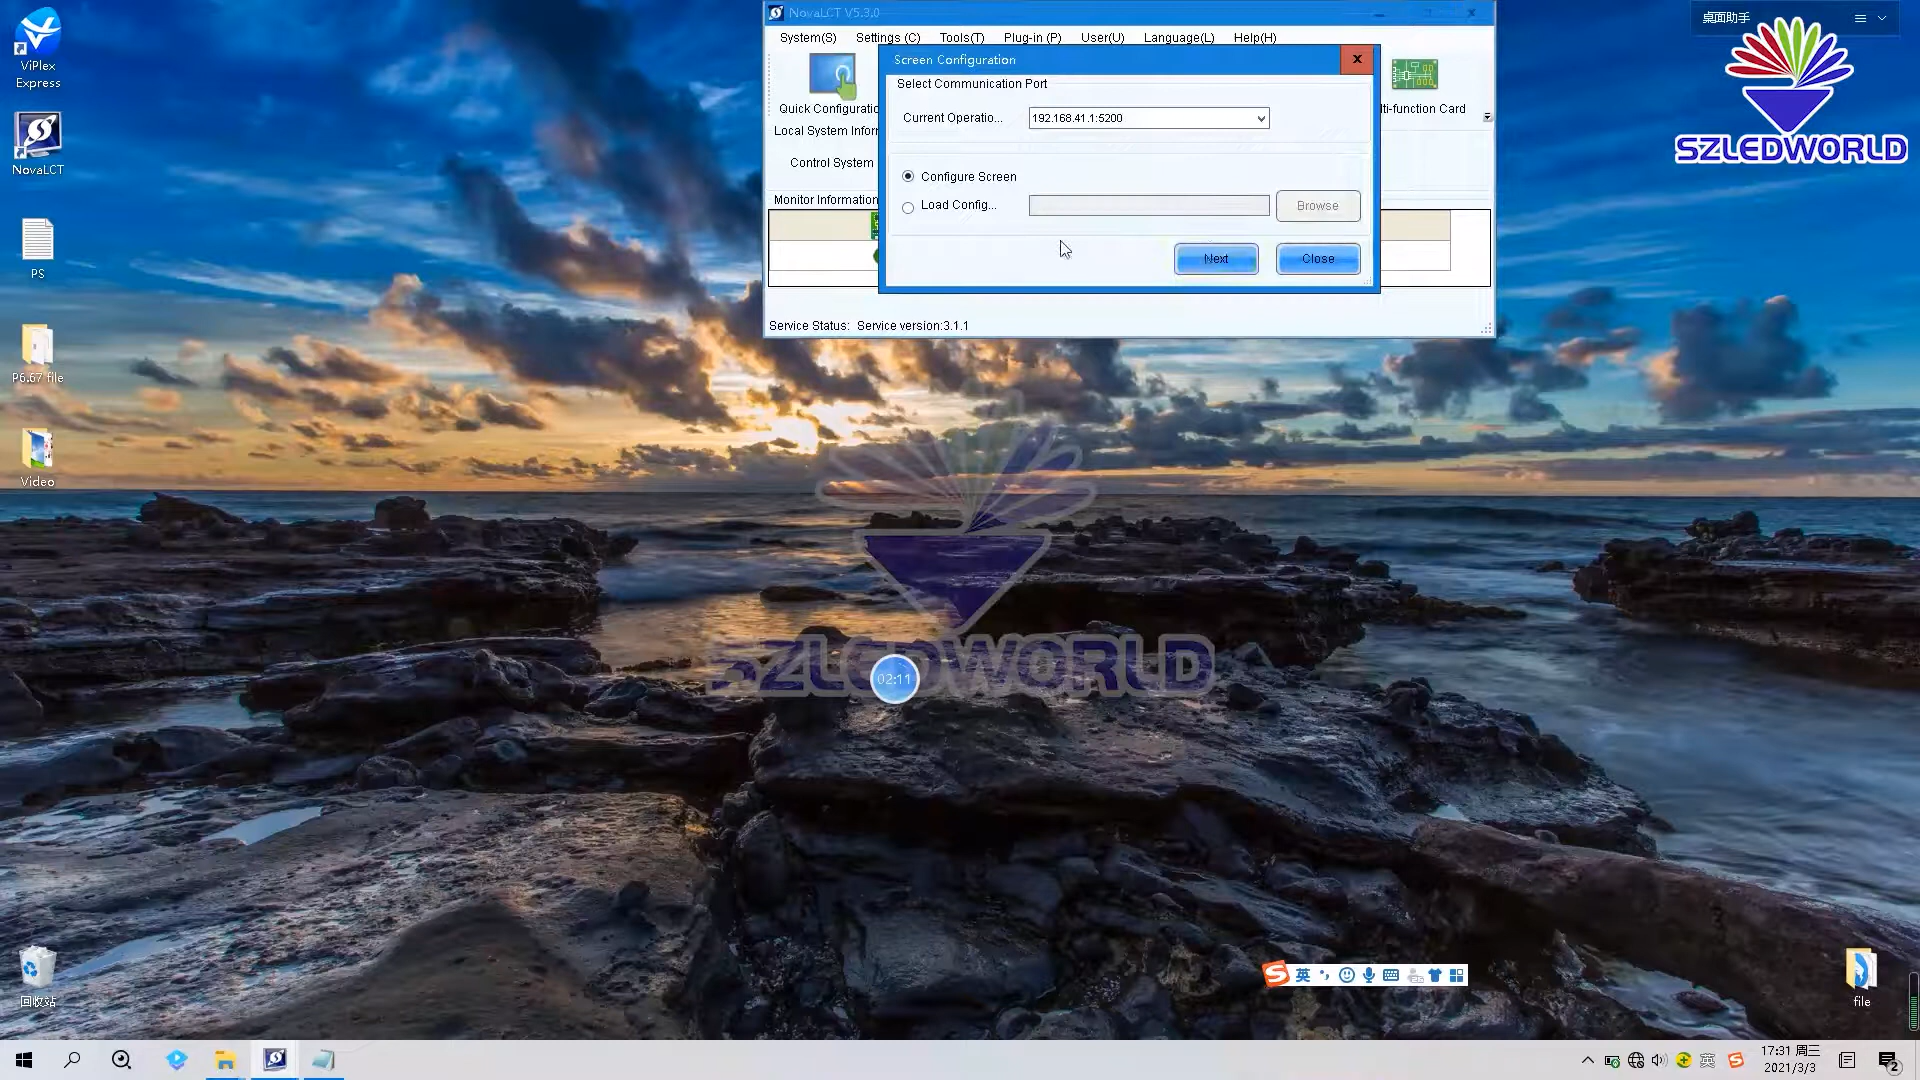 ViPlex
Express
NovaLCT
PS
P6.67 file
Video
回收站
NovaLCT V5.3.0
System(S) Settings (C) Tools(T) Plug-in (P) User(U) Language(L) Help(H)
Screen Configuration
Select Communication Port
Current Operatio... 192.168.41.1:5200
Configure Screen
Load Config... Browse
Next Close
Quick Configuratio
lti-function Card
Local System Inforr
Control System
Monitor Information
Service Status: Service version:3.1.1
桌面助手
SZLEDWORLD
SZLEDWORLD
02:11
英
file
英
17:31 周三
2021/3/3
2